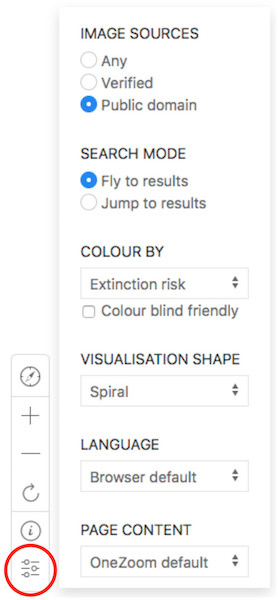 IMAGE SOURCES
Any
Verified
Public domain
SEARCH MODE
Fly to results
Jump to results
COLOUR BY
Extinction risk
Colour blind friendly
VISUALISATION SHAPE
Spiral
LANGUAGE
Browser default
PAGE CONTENT
OneZoom default